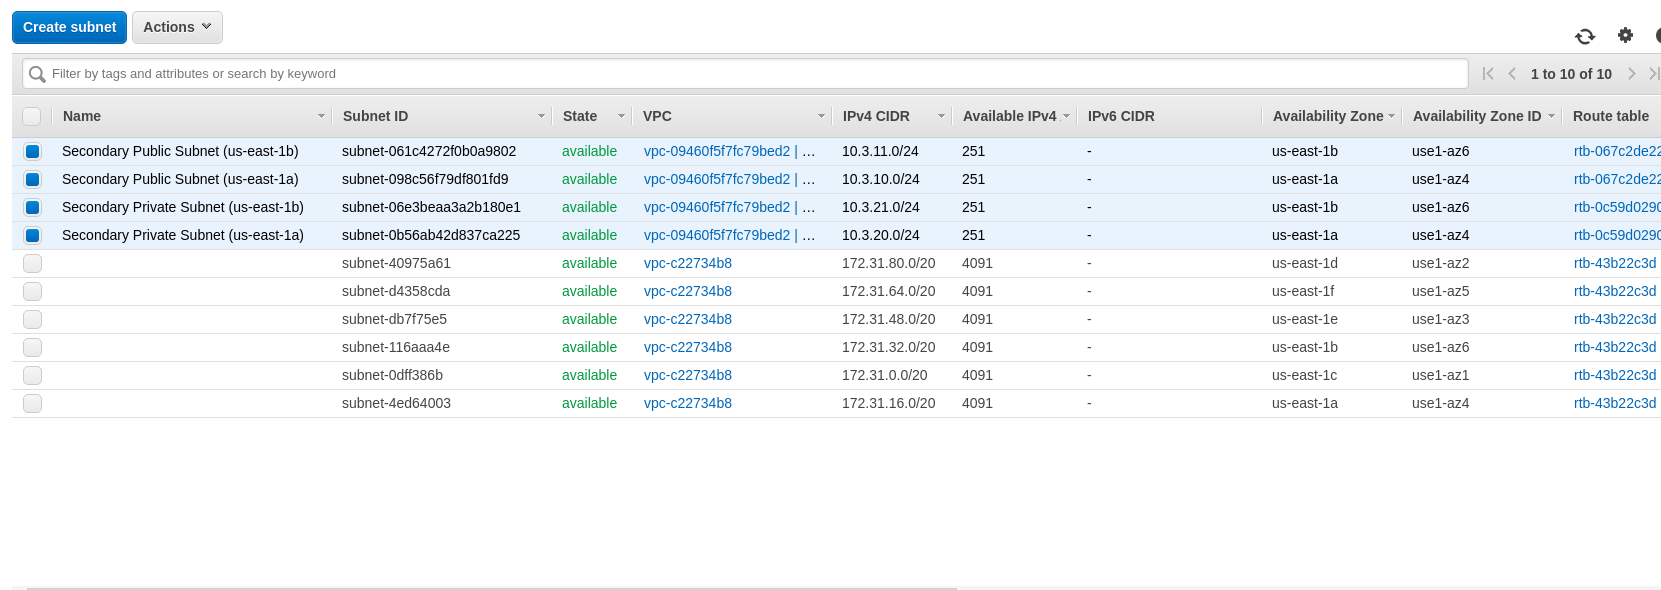 Create subnet Actions
Filter by tags and attributes or search by keyword 1 to 10 of 10
Name Subnet ID State VPC IPv4 CIDR Available IPv4 IPv6 CIDR Availability Zone Availability Zone ID Route table
Secondary Public Subnet (us-east-1b) subnet-061c4272f0b0a9802 available vpc-09460f5f7fc79bed2 | ... 10.3.11.0/24 251 - us-east-1b use1-az6 rtb-067c2de22
Secondary Public Subnet (us-east-1a) subnet-098c56f79df801fd9 available vpc-09460f5f7fc79bed2 | ... 10.3.10.0/24 251 - us-east-1a use1-az4 rtb-067c2de22
Secondary Private Subnet (us-east-1b) subnet-06e3beaa3a2b180e1 available vpc-09460f5f7fc79bed2 | ... 10.3.21.0/24 251 - us-east-1b use1-az6 rtb-0c59d0290
Secondary Private Subnet (us-east-1a) subnet-0b56ab42d837ca225 available vpc-09460f5f7fc79bed2 | ... 10.3.20.0/24 251 - us-east-1a use1-az4 rtb-0c59d0290
subnet-40975a61 available vpc-c22734b8 172.31.80.0/20 4091 - us-east-1d use1-az2 rtb-43b22c3d
subnet-d4358cda available vpc-c22734b8 172.31.64.0/20 4091 - us-east-1f use1-az5 rtb-43b22c3d
subnet-db7f75e5 available vpc-c22734b8 172.31.48.0/20 4091 - us-east-1e use1-az3 rtb-43b22c3d
subnet-116aaa4e available vpc-c22734b8 172.31.32.0/20 4091 - us-east-1b use1-az6 rtb-43b22c3d
subnet-0dff386b available vpc-c22734b8 172.31.0.0/20 4091 - us-east-1c use1-az1 rtb-43b22c3d
subnet-4ed64003 available vpc-c22734b8 172.31.16.0/20 4091 - us-east-1a use1-az4 rtb-43b22c3d